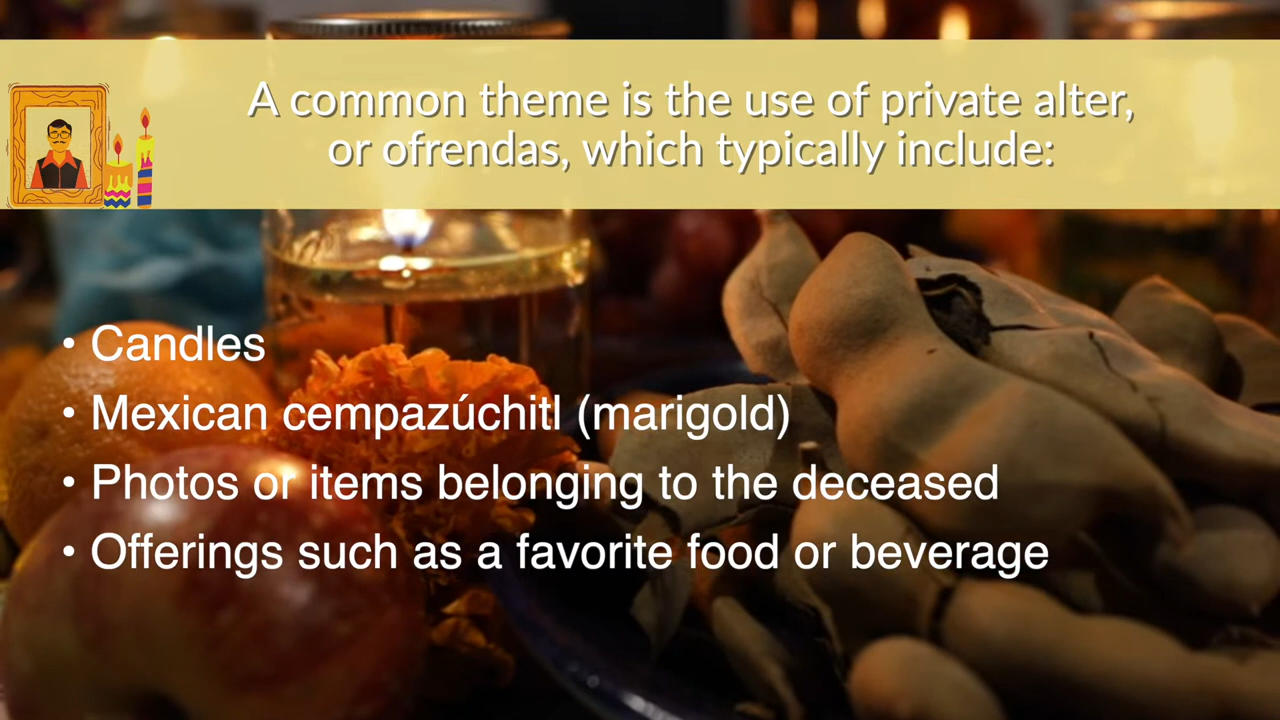 A common theme is the use of private alter,
or ofrendas, which typically include:
• Candles
• Mexican cempazúchitl (marigold)
• Photos or items belonging to the deceased
• Offerings such as a favorite food or beverage